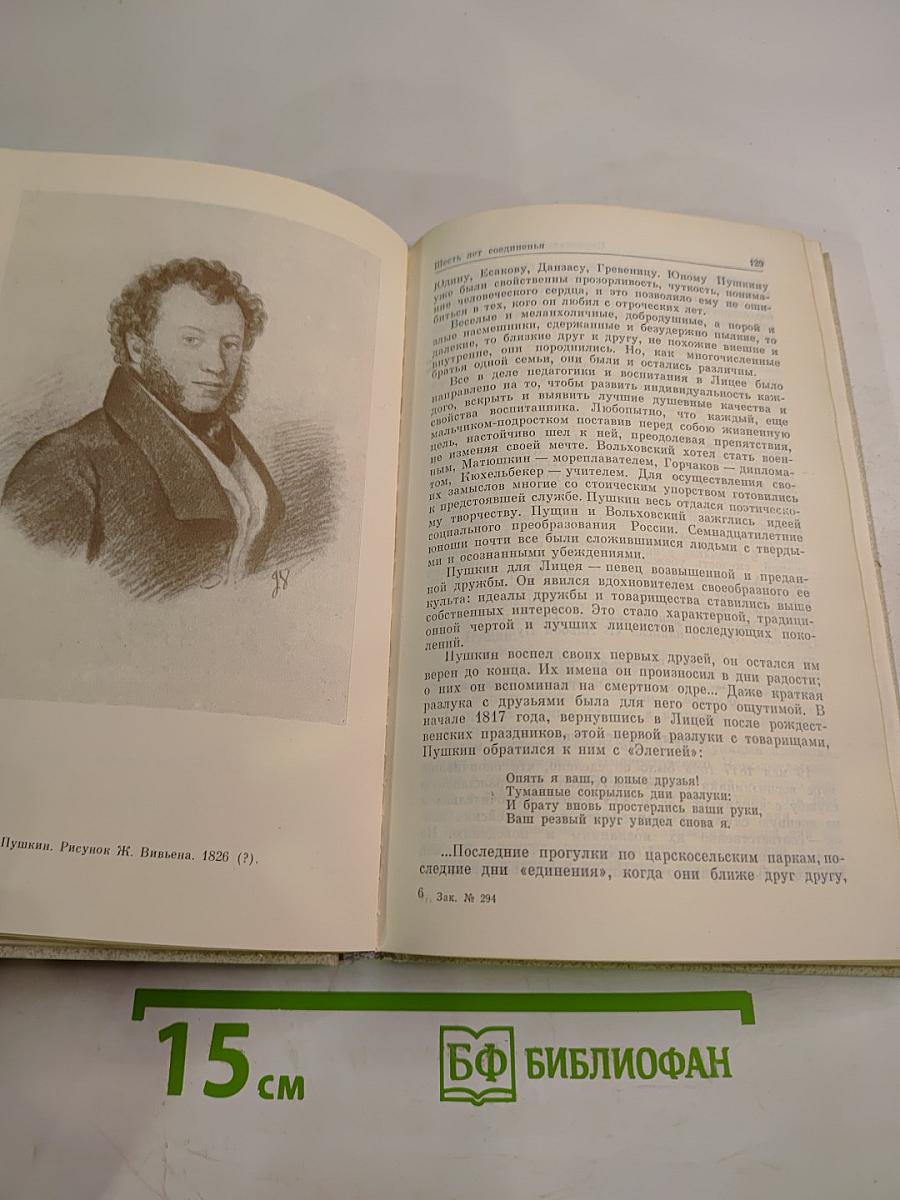 JV
Пушкин. Рисунок Ж. Вивьена. 1826 (?).
Шесть лет соединенья 129
Юдину, Есакову, Данзасу, Гревеницу. Юному Пушкину
уже были свойственны прозорливость, чуткость, понима-
ние человеческого сердца, и это позволило ему не оши-
биться в тех, кого он любил с отроческих лет.
Веселые и меланхоличные, добродушные, а порой и
злые насмешники, сдержанные и безудержно пылкие, то
далекие, то близкие друг к другу, не похожие внешне и
внутренне, они породнились. Но, как многочисленные
братья одной семьи, они были и остались различны.
Все в деле педагогики и воспитания в Лицее было
направлено на то, чтобы развить индивидуальность каж-
дого, вскрыть и выявить лучшие душевные качества и
свойства воспитанника. Любопытно, что каждый, еще
мальчиком-подростком поставив перед собою жизненную
цель, настойчиво шел к ней, преодолевая препятствия,
не изменяя своей мечте. Вольховский хотел стать воен-
ным, Матюшкин — мореплавателем, Горчаков — диплома-
том, Кюхельбекер — учителем. Для осуществления сво-
их замыслов многие со стоическим упорством готовились
к предстоявшей службе. Пушкин весь отдался поэтическо-
му творчеству. Пущин и Вольховский зажглись идеей
социального преобразования России. Семнадцатилетние
юноши почти все были сложившимися людьми с тверды-
ми и осознанными убеждениями.
Пушкин для Лицея — певец возвышенной и предан-
ной дружбы. Он явился вдохновителем своеобразного ее
культа: идеалы дружбы и товарищества ставились выше
собственных интересов. Это стало характерной, традици-
онной чертой и лучших лицеистов последующих поко-
лений.
Пушкин воспел своих первых друзей, он остался им
верен до конца. Их имена он произносил в дни радости;
о них он вспоминал на смертном одре... Даже краткая
разлука с друзьями была для него остро ощутимой. В
начале 1817 года, вернувшись в Лицей после рождест-
венских праздников, этой первой разлуки с товарищами,
Пушкин обратился к ним с «Элегией»:
Опять я ваш, о юные друзья!
Туманные сокрылись дни разлуки:
И брату вновь простерлись ваши руки,
Ваш резвый круг увидел снова я.
...Последние прогулки по царскосельским паркам, по-
следние дни «единения», когда они ближе друг другу,
6 Зак. № 294
15 см
БФ БИБЛИОФАН